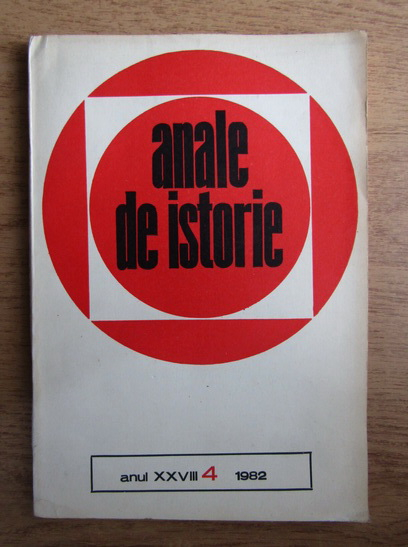 anale
de istorie
anul XXVIII 4 1982